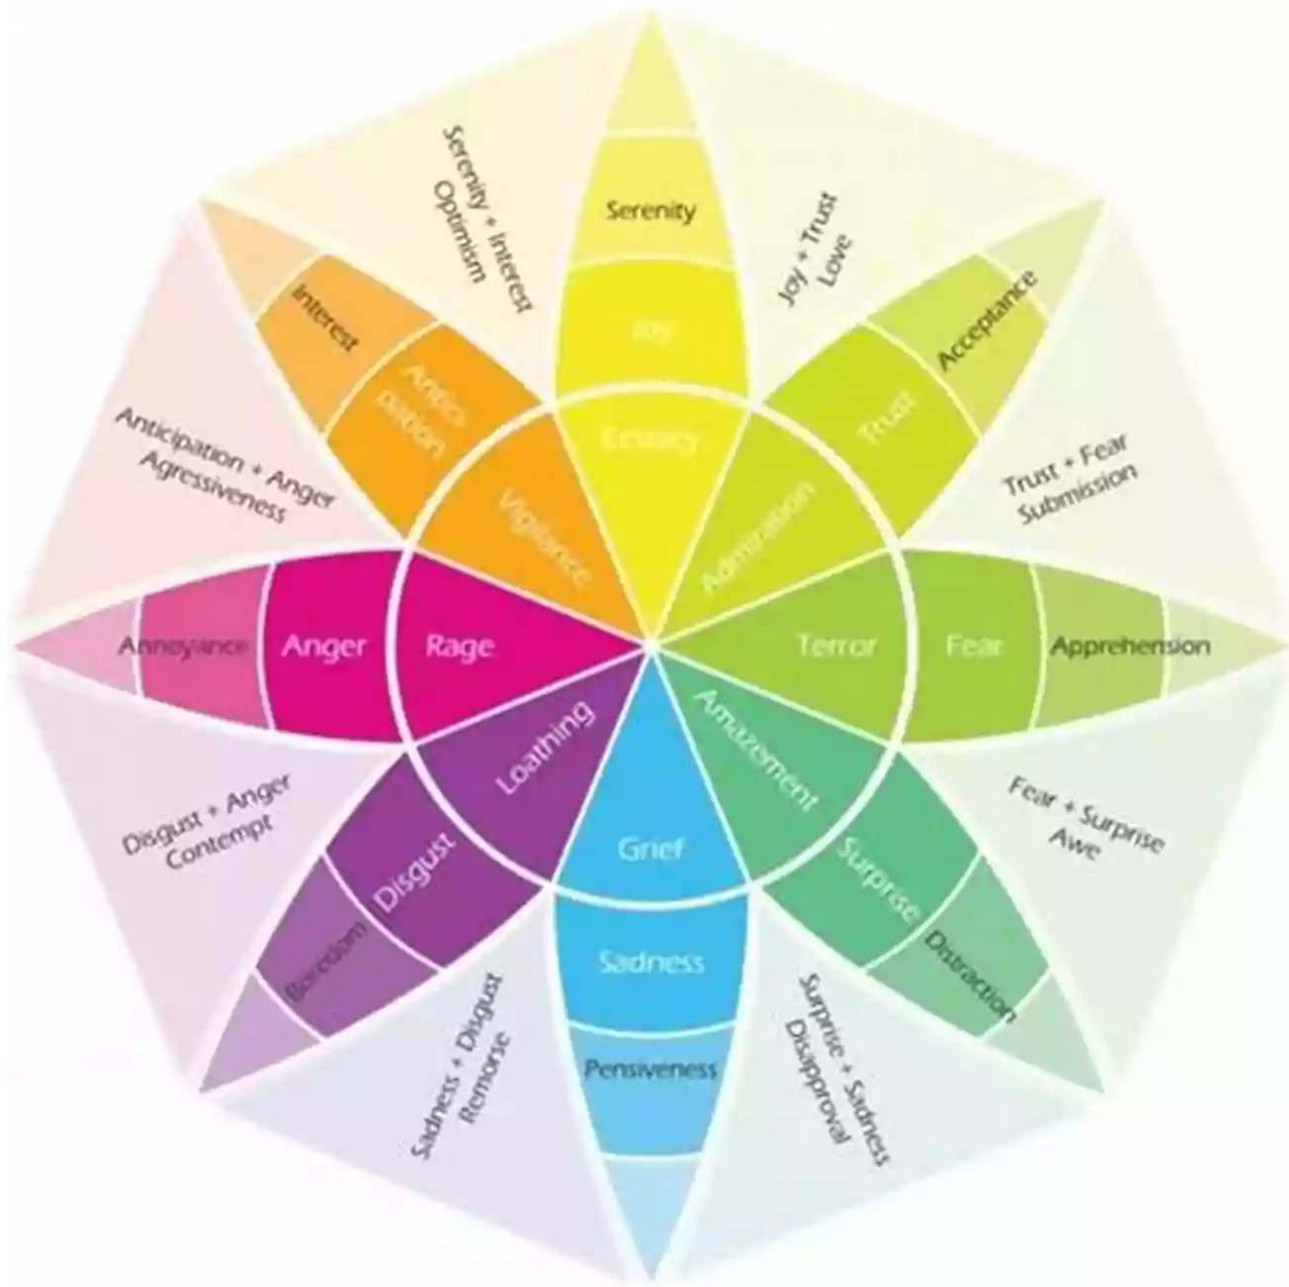 Serenity + Interest
Optimism
Serenity
Joy + Trust
Love
Interest
Joy
Acceptance
Antici-
pation
Trust
Ecstacy
Anticipation + Anger
Agressiveness
Vigilance
Admiration
Trust + Fear
Submission
Annoyance
Anger
Rage
Terror
Fear
Apprehension
Loathing
Amazement
Disgust + Anger
Contempt
Disgust
Grief
Surprise
Fear + Surprise
Awe
Boredom
Sadness
Distraction
Sadness + Disgust
Remorse
Pensiveness
Surprise + Sadness
Disapproval